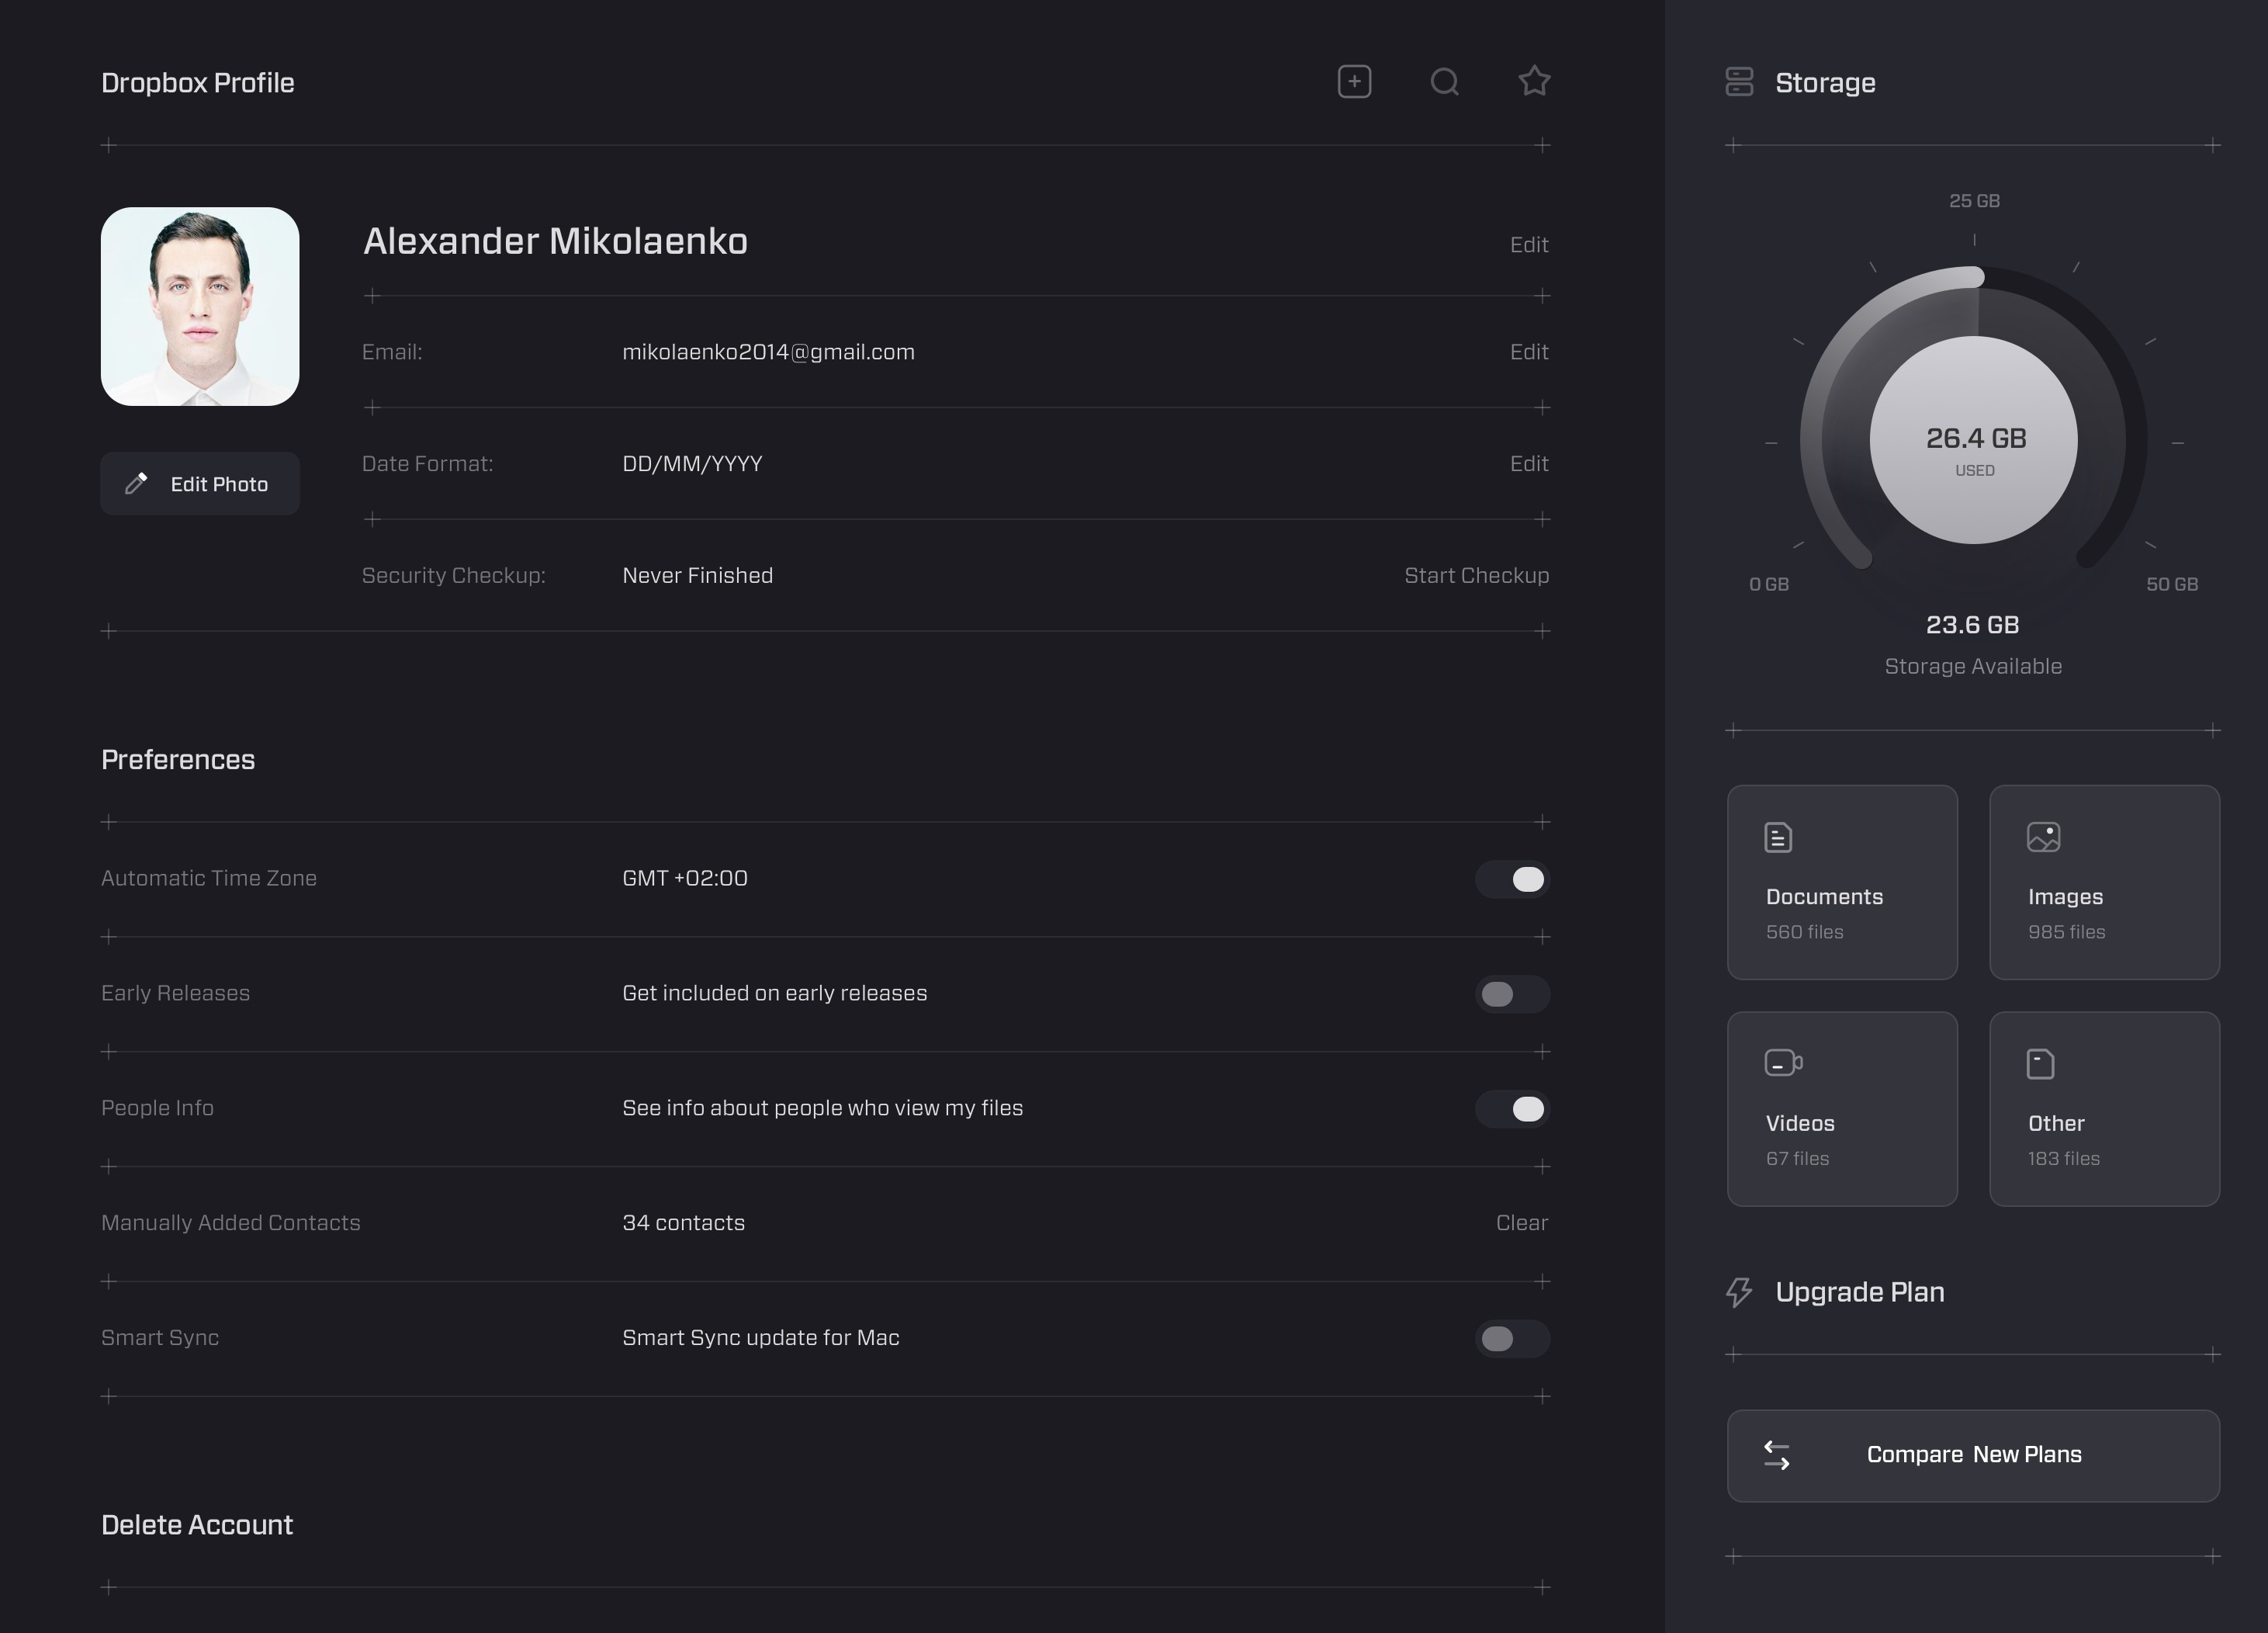 Dropbox Profile
Alexander Mikolaenko
Edit
Email:
mikolaenko2014@gmail.com
Edit
Date Format:
DD/MM/YYYY
Edit
Edit Photo
Security Checkup:
Never Finished
Start Checkup
Preferences
Automatic Time Zone
GMT +02:00
Early Releases
Get included on early releases
People Info
See info about people who view my files
Manually Added Contacts
34 contacts
Clear
Smart Sync
Smart Sync update for Mac
Delete Account
Storage
25 GB
26.4 GB
USED
0 GB
50 GB
23.6 GB
Storage Available
Documents
560 files
Images
985 files
Videos
67 files
Other
183 files
Upgrade Plan
Compare New Plans